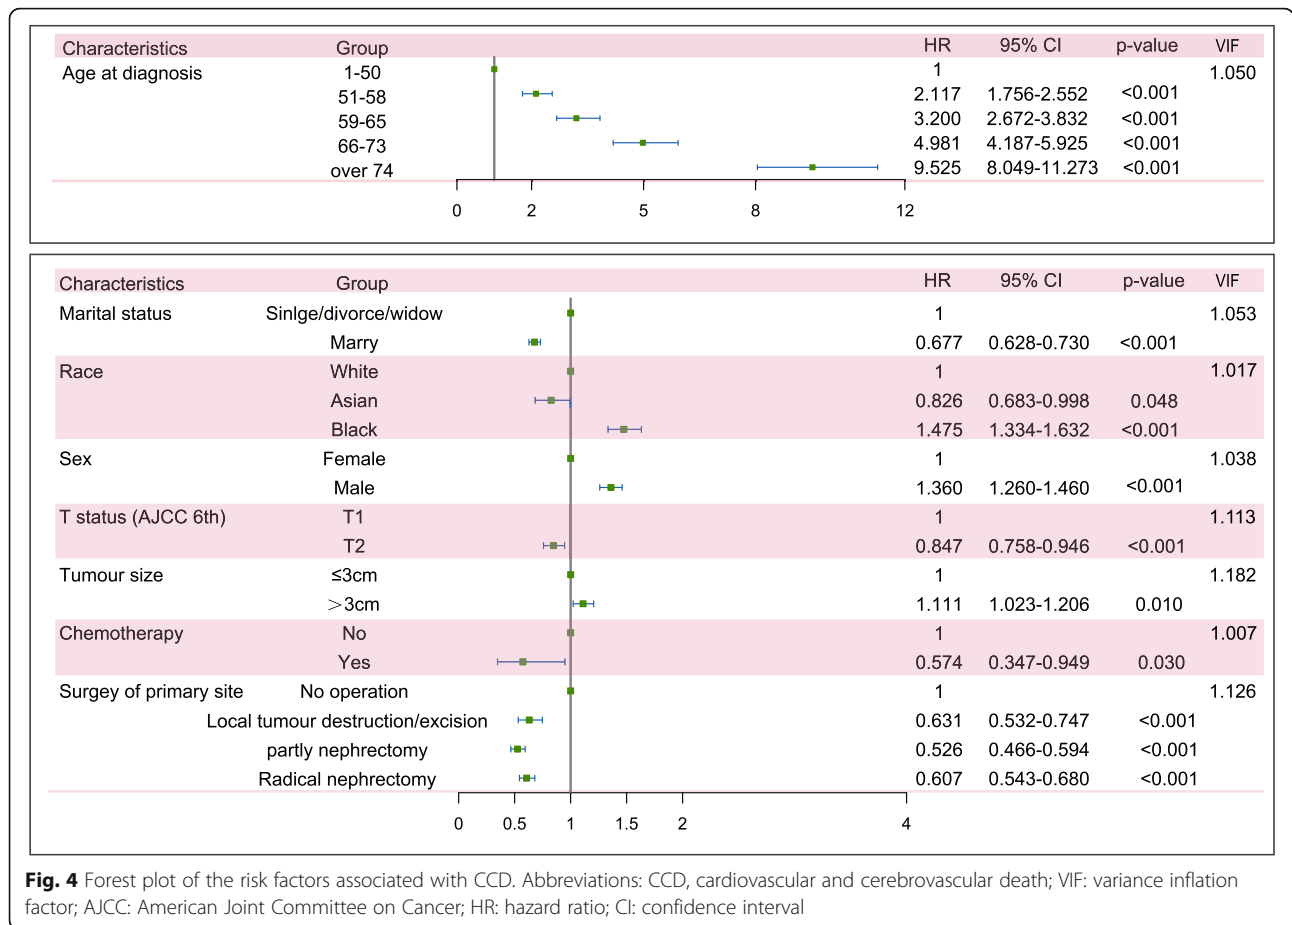 Characteristics Group HR 95% CI p-value VIF
Age at diagnosis 1-50 1 1.050
51-58 2.117 1.756-2.552 <0.001
59-65 3.200 2.672-3.832 <0.001
66-73 4.981 4.187-5.925 <0.001
over 74 9.525 8.049-11.273 <0.001
0 2 5 8 12
Characteristics Group HR 95% CI p-value VIF
Marital status Sinlge/divorce/widow 1 1.053
Marry 0.677 0.628-0.730 <0.001
Race White 1 1.017
Asian 0.826 0.683-0.998 0.048
Black 1.475 1.334-1.632 <0.001
Sex Female 1 1.038
Male 1.360 1.260-1.460 <0.001
T status (AJCC 6th) T1 1 1.113
T2 0.847 0.758-0.946 <0.001
Tumour size ≤3cm 1 1.182
>3cm 1.111 1.023-1.206 0.010
Chemotherapy No 1 1.007
Yes 0.574 0.347-0.949 0.030
Surgey of primary site No operation 1 1.126
Local tumour destruction/excision 0.631 0.532-0.747 <0.001
partly nephrectomy 0.526 0.466-0.594 <0.001
Radical nephrectomy 0.607 0.543-0.680 <0.001
0 0.5 1 1.5 2 4
Fig. 4 Forest plot of the risk factors associated with CCD. Abbreviations: CCD, cardiovascular and cerebrovascular death; VIF: variance inflation
factor; AJCC: American Joint Committee on Cancer; HR: hazard ratio; CI: confidence interval